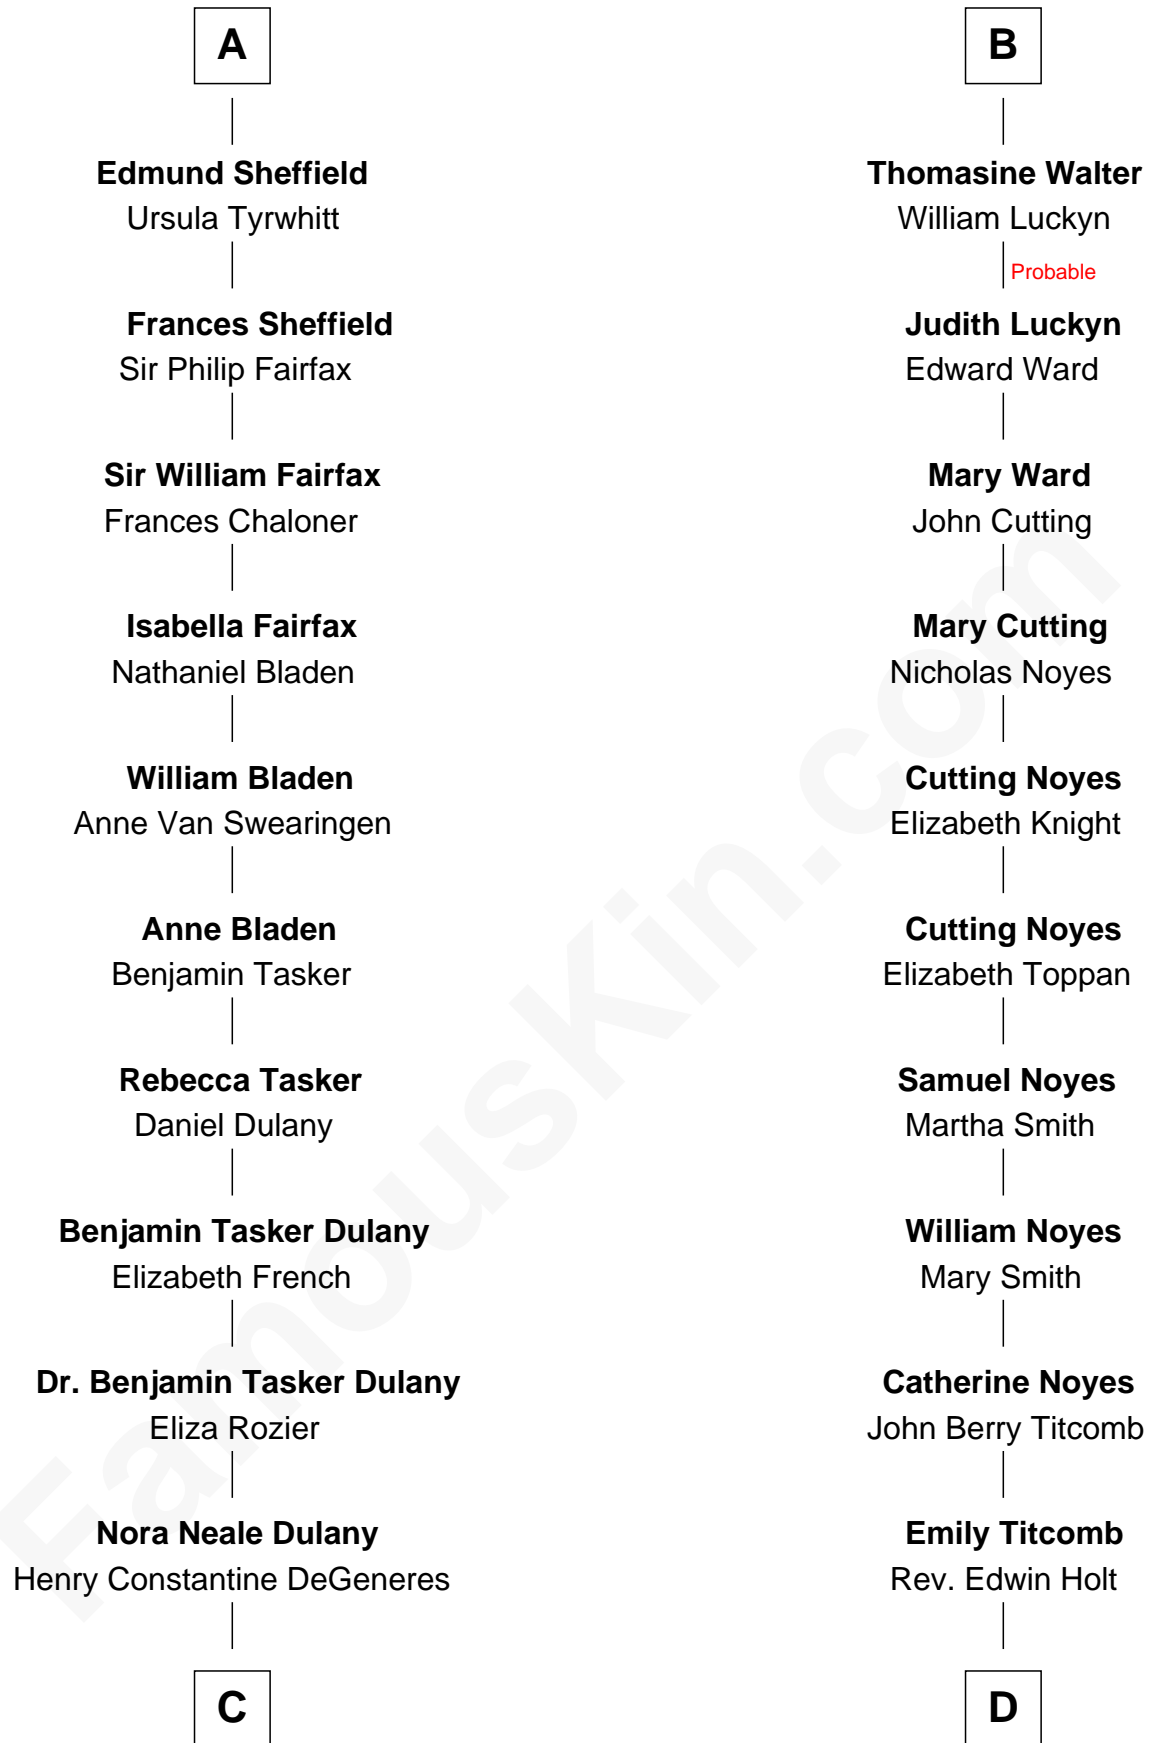 A
Edmund Sheffield
Ursula Tyrwhitt
Frances Sheffield
Sir Philip Fairfax
Sir William Fairfax
Frances Chaloner
Isabella Fairfax
Nathaniel Bladen
William Bladen
Anne Van Swearingen
Anne Bladen
Benjamin Tasker
Rebecca Tasker
Daniel Dulany
Benjamin Tasker Dulany
Elizabeth French
Dr. Benjamin Tasker Dulany
Eliza Rozier
Nora Neale Dulany
Henry Constantine DeGeneres
C
B
Thomasine Walter
William Luckyn
Probable
Judith Luckyn
Edward Ward
Mary Ward
John Cutting
Mary Cutting
Nicholas Noyes
Cutting Noyes
Elizabeth Knight
Cutting Noyes
Elizabeth Toppan
Samuel Noyes
Martha Smith
William Noyes
Mary Smith
Catherine Noyes
John Berry Titcomb
Emily Titcomb
Rev. Edwin Holt
D
FamousKin.com